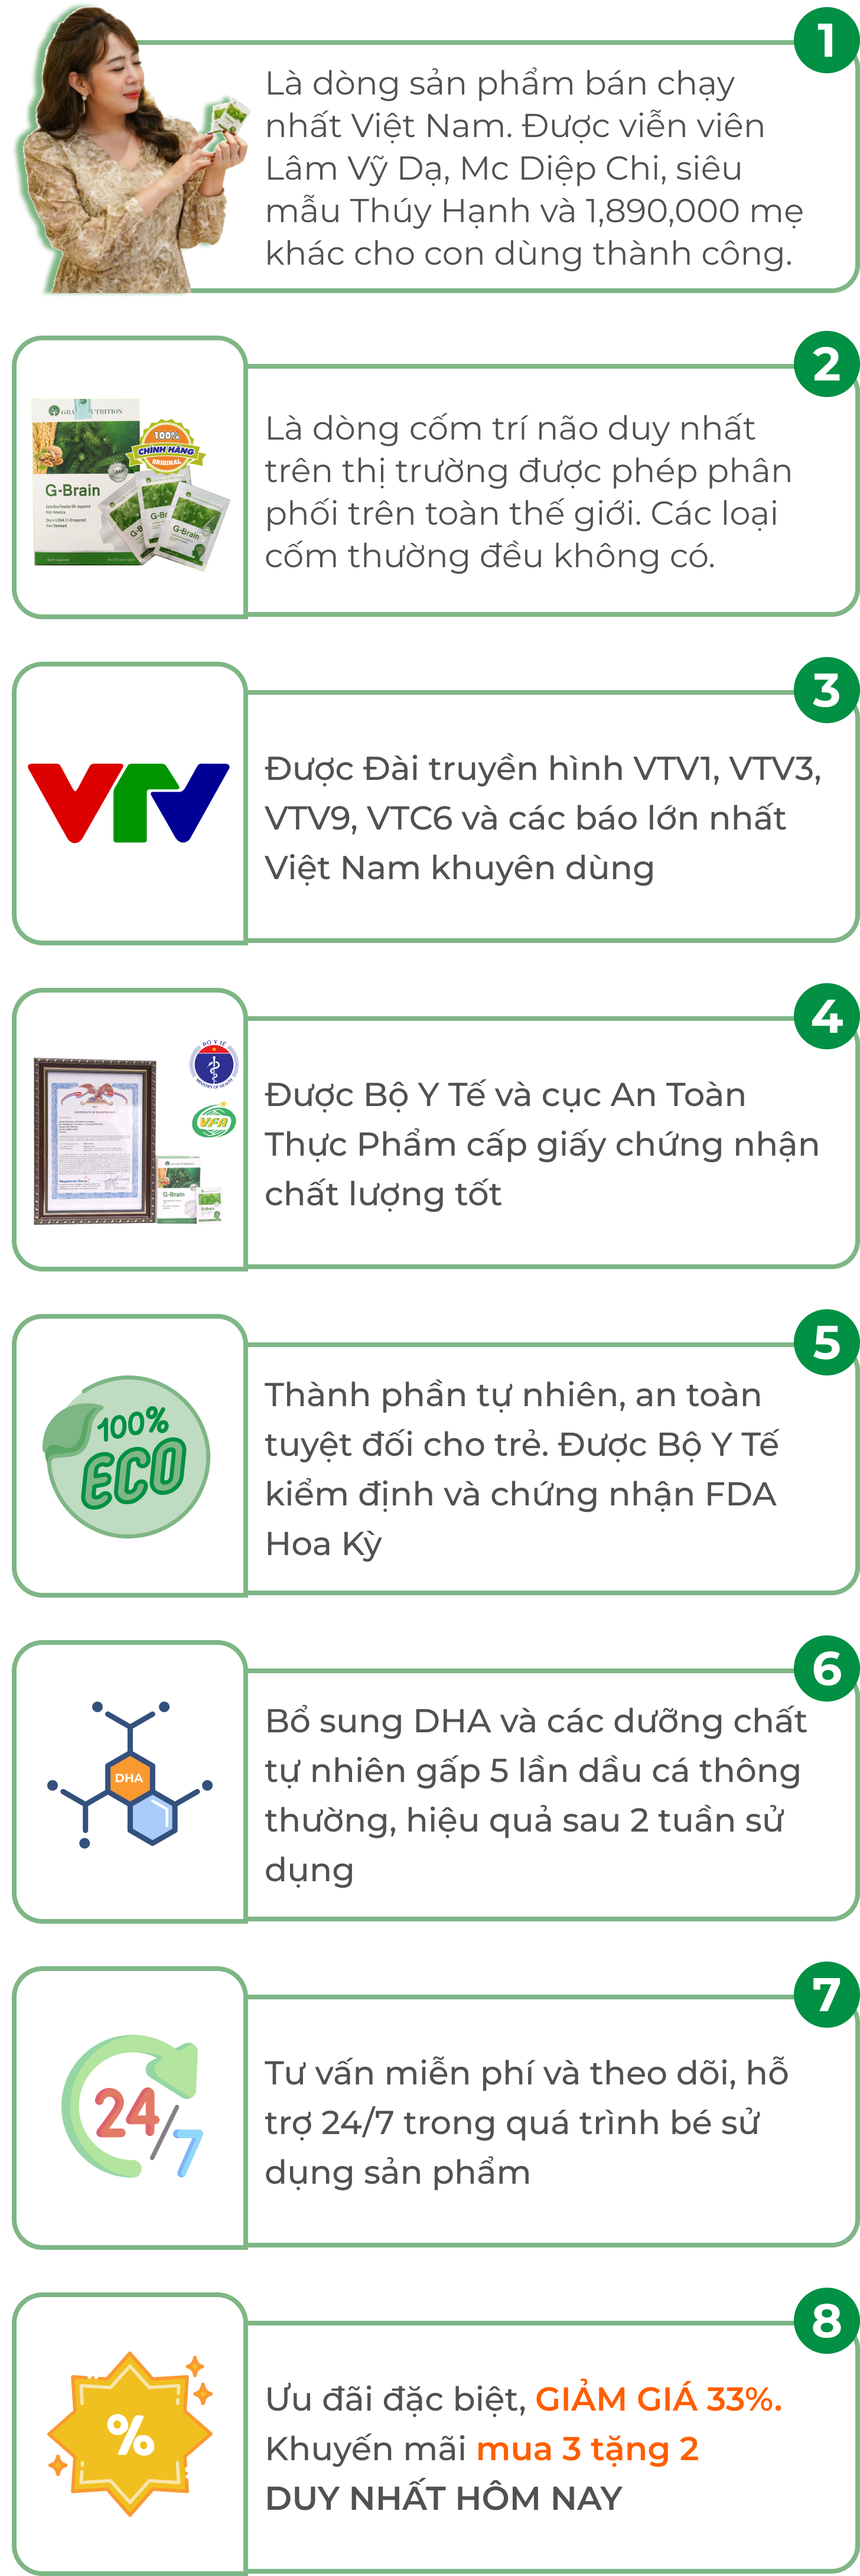 1
Là dòng sản phẩm bán chạy
nhất Việt Nam. Được viễn viên
Lâm Vỹ Dạ, Mc Diệp Chi, siêu
mẫu Thúy Hạnh và 1,890,000 mẹ
khác cho con dùng thành công.
2
100%
CHÍNH HÃNG
ORIGINAL
G-Brain
G-Brain
Là dòng cốm trí não duy nhất
trên thị trường được phép phân
phối trên toàn thế giới. Các loại
cốm thường đều không có.
3
VTV
Được Đài truyền hình VTV1, VTV3,
VTV9, VTC6 và các báo lớn nhất
Việt Nam khuyên dùng
4
BỘ Y TẾ
MINISTRY OF HEALTH
VFA
G-Brain
G-Brain
Được Bộ Y Tế và cục An Toàn
Thực Phẩm cấp giấy chứng nhận
chất lượng tốt
5
100%
ECO
Thành phần tự nhiên, an toàn
tuyệt đối cho trẻ. Được Bộ Y Tế
kiểm định và chứng nhận FDA
Hoa Kỳ
6
DHA
Bổ sung DHA và các dưỡng chất
tự nhiên gấp 5 lần dầu cá thông
thường, hiệu quả sau 2 tuần sử
dụng
7
24/7
Tư vấn miễn phí và theo dõi, hỗ
trợ 24/7 trong quá trình bé sử
dụng sản phẩm
8
%
Ưu đãi đặc biệt, GIẢM GIÁ 33%.
Khuyến mãi mua 3 tặng 2
DUY NHẤT HÔM NAY